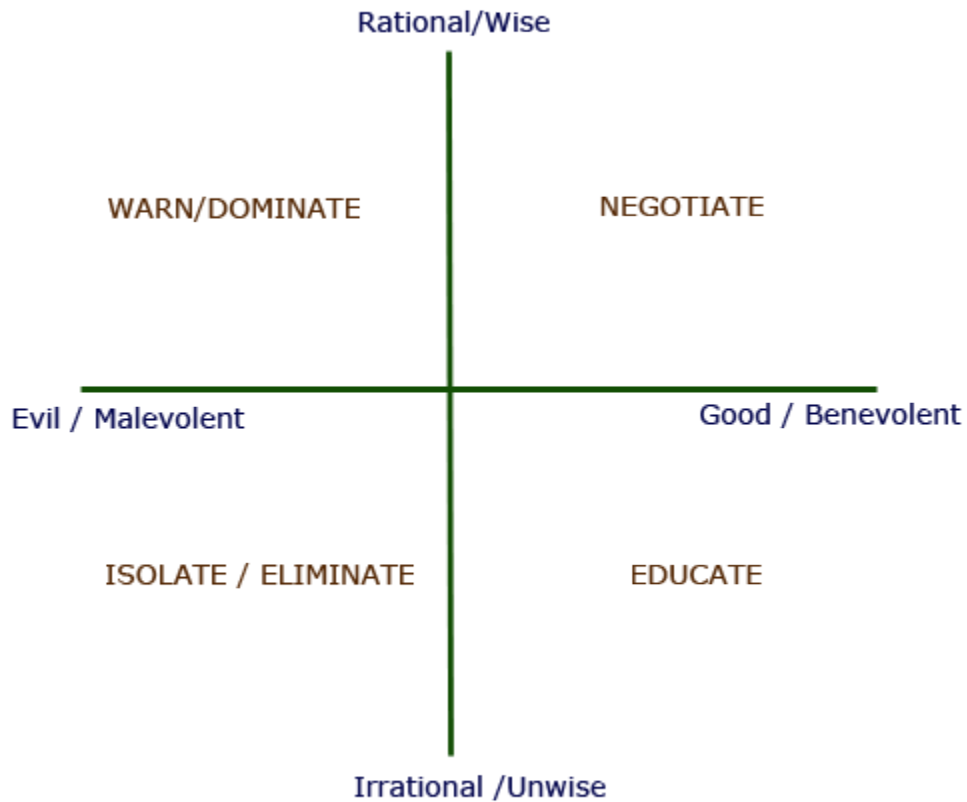 Rational/Wise
WARN/DOMINATE
NEGOTIATE
Evil / Malevolent
Good / Benevolent
ISOLATE / ELIMINATE
EDUCATE
Irrational /Unwise